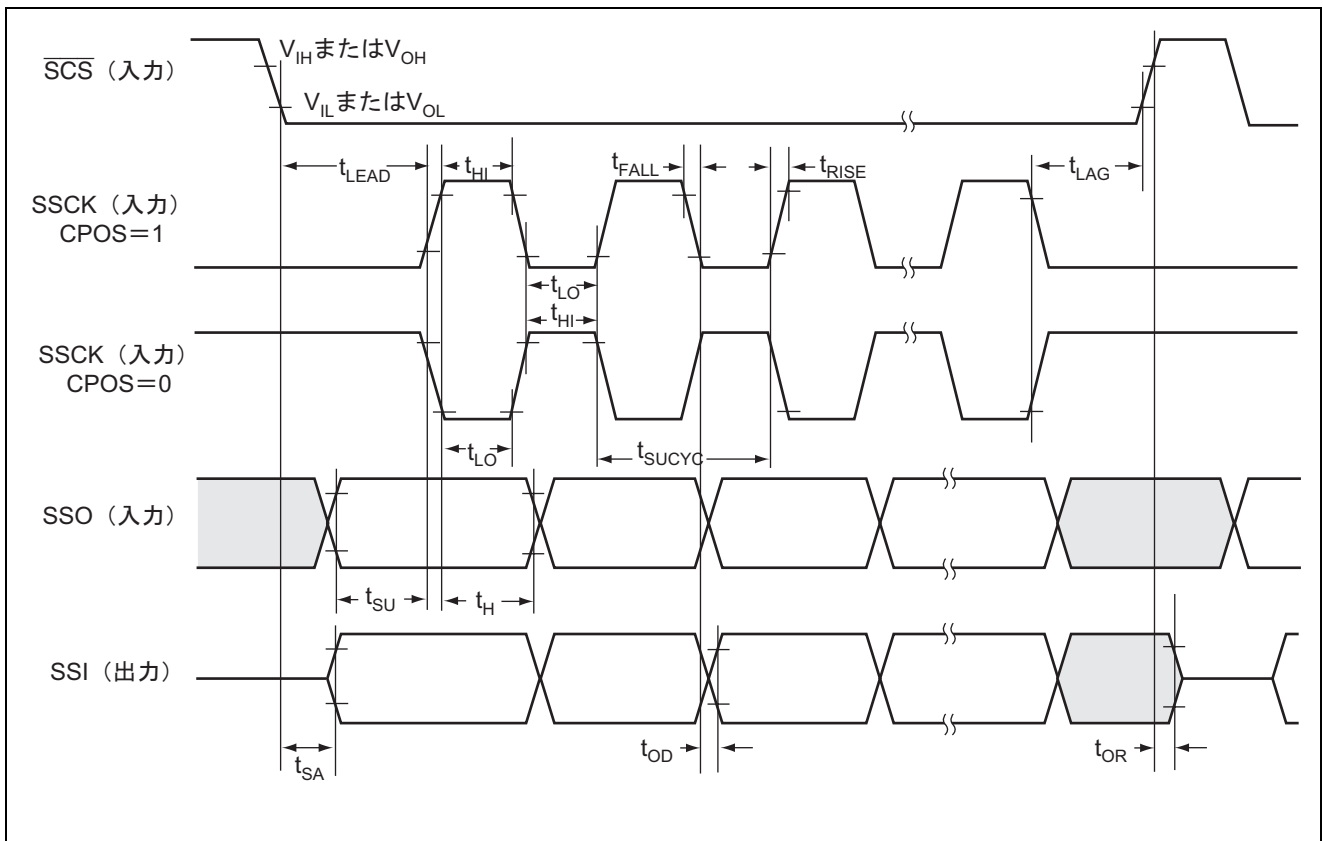 SCS（入力）
VIHまたはVOH
VILまたはVOL
tLEAD
tHI
tFALL
tRISE
tLAG
SSCK（入力）
CPOS＝1
tLO
tHI
SSCK（入力）
CPOS＝0
tLO
tSUCYC
SSO（入力）
tSU
tH
SSI（出力）
tSA
tOD
tOR